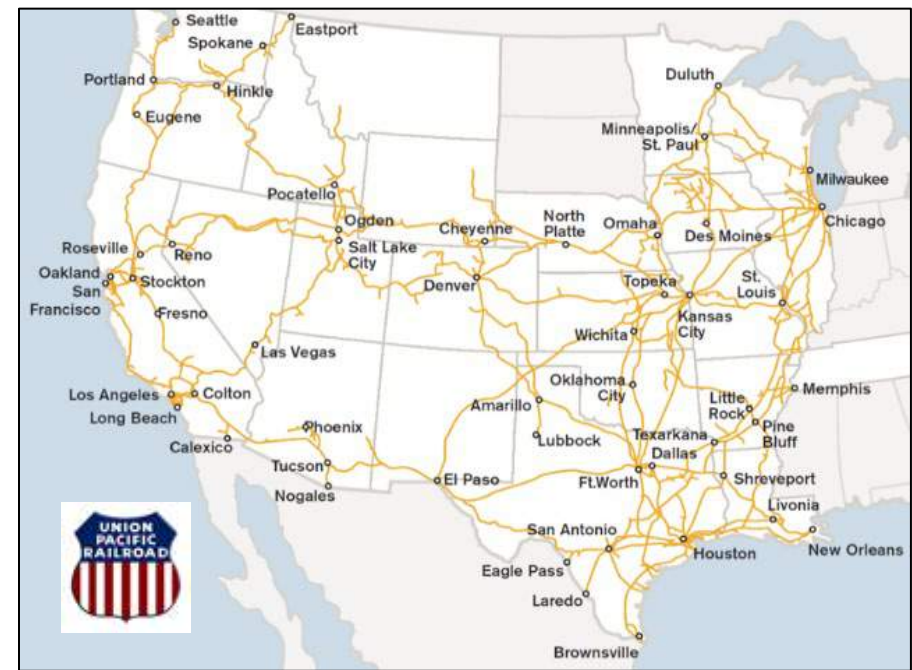 Seattle
Eastport
Spokane
Portland
Hinkle
Eugene
Duluth
Minneapolis/
St. Paul
Milwaukee
Pocatello
Chicago
Ogden
Salt Lake
City
Cheyenne
North
Platte
Omaha
Des Moines
Roseville
Reno
Oakland
San
Francisco
Stockton
Denver
Topeka
St.
Louis
Kansas
City
Fresno
Wichita
Las Vegas
Los Angeles
Colton
Long Beach
Oklahoma
City
Amarillo
Little
Rock
Memphis
Pine
Bluff
Calexico
Phoenix
Lubbock
Texarkana
Dallas
Tucson
El Paso
Ft.Worth
Shreveport
Nogales
Livonia
San Antonio
Houston
New Orleans
Eagle Pass
Laredo
Brownsville
UNION
PACIFIC
RAILROAD